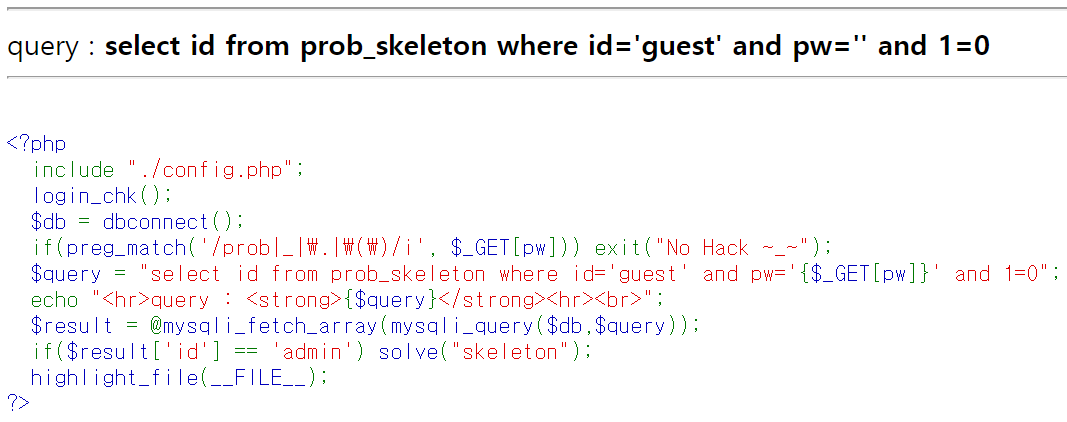 query : select id from prob_skeleton where id='guest' and pw='' and 1=0
<?php
include "./config.php";
login_chk();
$db = dbconnect();
if(preg_match('/prob|_|₩.|₩(₩)/i', $_GET[pw])) exit("No Hack ~_~");
$query = "select id from prob_skeleton where id='guest' and pw='{$_GET[pw]}' and 1=0";
echo "<hr>query : <strong>{$query}</strong><hr><br>";
$result = @mysqli_fetch_array(mysqli_query($db,$query));
if($result['id'] == 'admin') solve("skeleton");
highlight_file(__FILE__);
?>